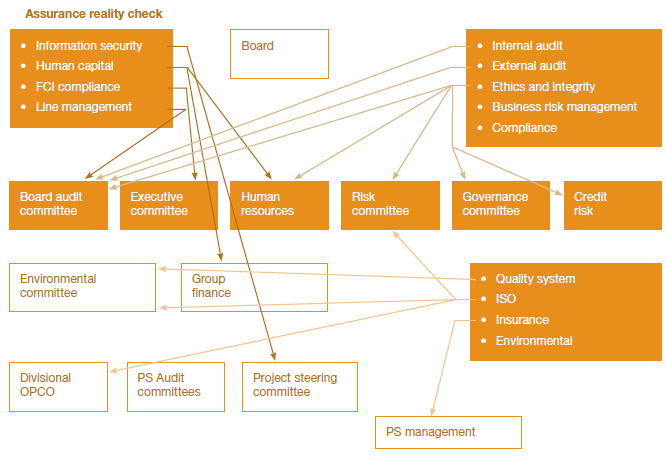 Assurance reality check
• Information security
• Human capital
• FCI compliance
• Line management
Board
• Internal audit
• External audit
• Ethics and integrity
• Business risk management
• Compliance
Board audit
committee
Executive
committee
Human
resources
Risk
committee
Governance
committee
Credit
risk
Environmental
committee
Group
finance
• Quality system
• ISO
• Insurance
• Environmental
Divisional
OPCO
PS Audit
committees
Project steering
committee
PS management